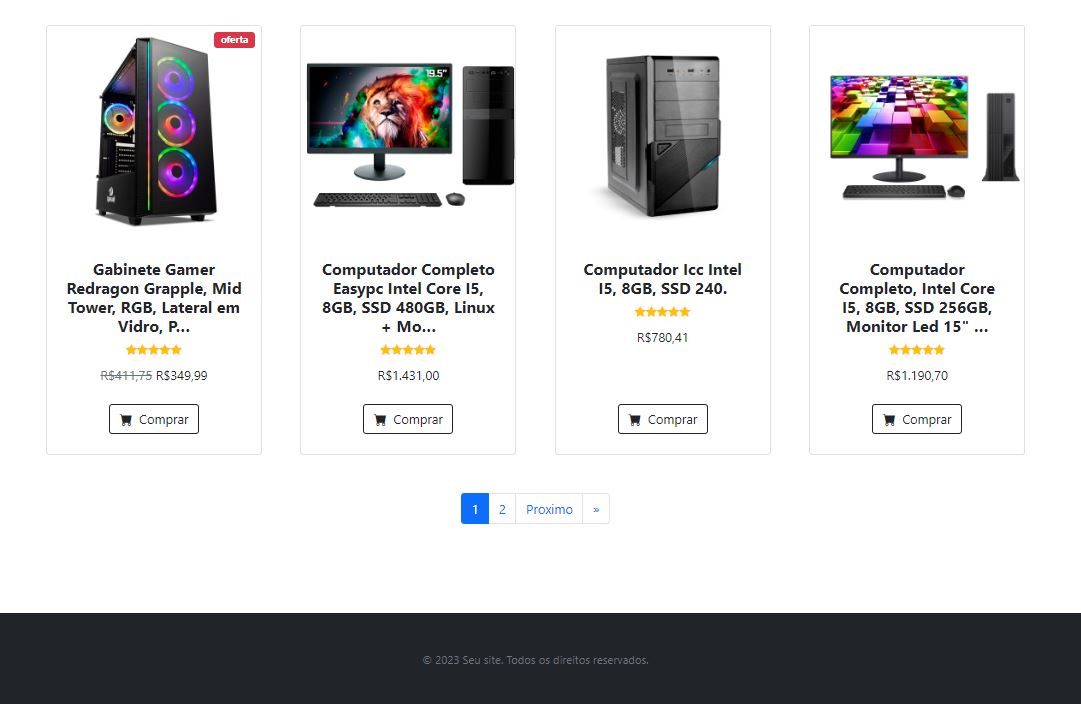 oferta
19.5"
Gabinete Gamer
Redragon Grapple, Mid
Tower, RGB, Lateral em
Vidro, P...
R$411,75 R$349,99
Comprar
Computador Completo
Easypc Intel Core I5,
8GB, SSD 480GB, Linux
+ Mo...
R$1.431,00
Comprar
Computador Icc Intel
I5, 8GB, SSD 240.
R$780,41
Comprar
Computador
Completo, Intel Core
I5, 8GB, SSD 256GB,
Monitor Led 15" ...
R$1.190,70
Comprar
1 2 Proximo »
© 2023 Seu site. Todos os direitos reservados.